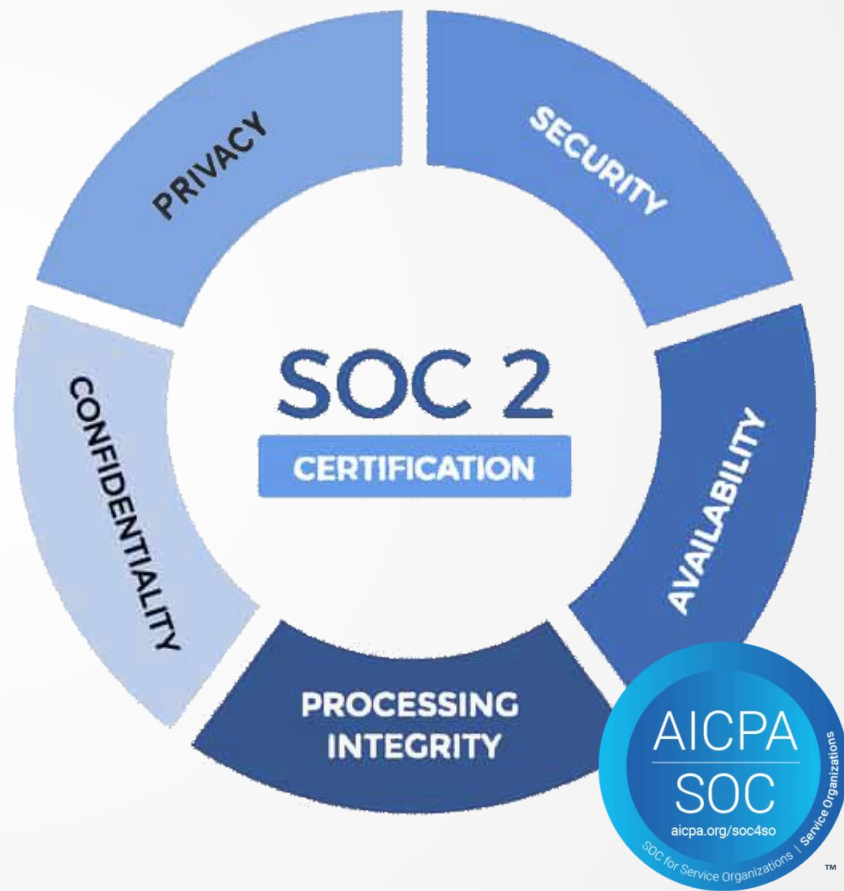 PRIVACY
SECURITY
CONFIDENTIALITY
SOC 2
CERTIFICATION
AVAILABILITY
PROCESSING
INTEGRITY
AICPA
SOC
aicpa.org/soc4so
SOC for Service Organizations | Service Organizations
TM